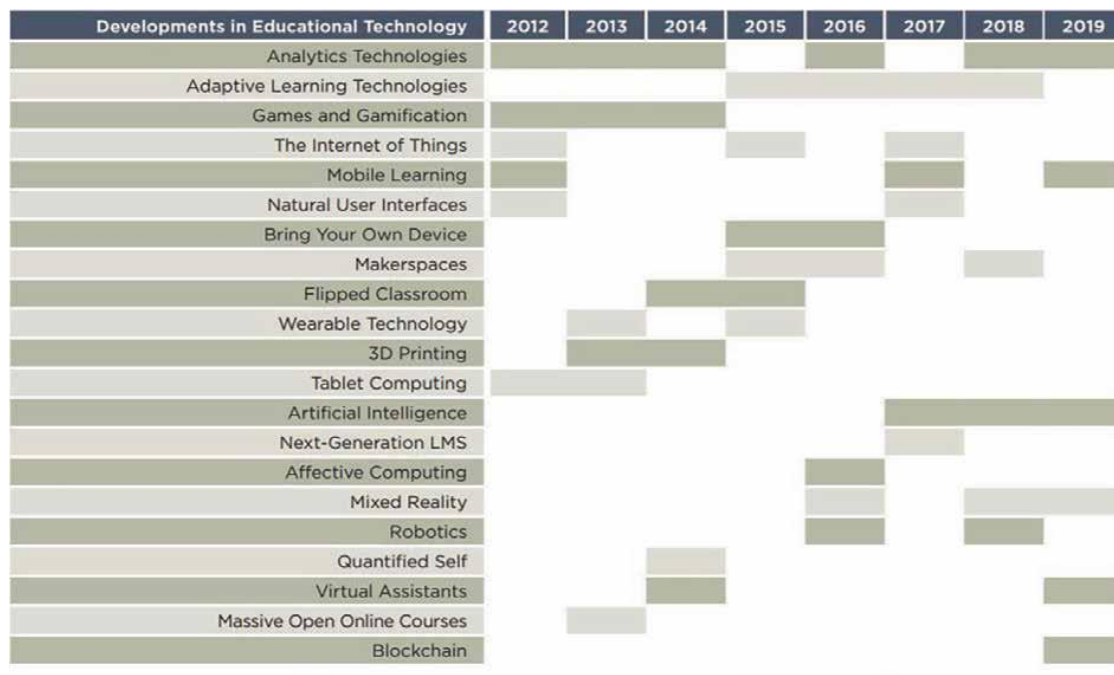 Developments in Educational Technology 2012 2013 2014 2015 2016 2017 2018 2019
Analytics Technologies
Adaptive Learning Technologies
Games and Gamification
The Internet of Things
Mobile Learning
Natural User Interfaces
Bring Your Own Device
Makerspaces
Flipped Classroom
Wearable Technology
3D Printing
Tablet Computing
Artificial Intelligence
Next-Generation LMS
Affective Computing
Mixed Reality
Robotics
Quantified Self
Virtual Assistants
Massive Open Online Courses
Blockchain